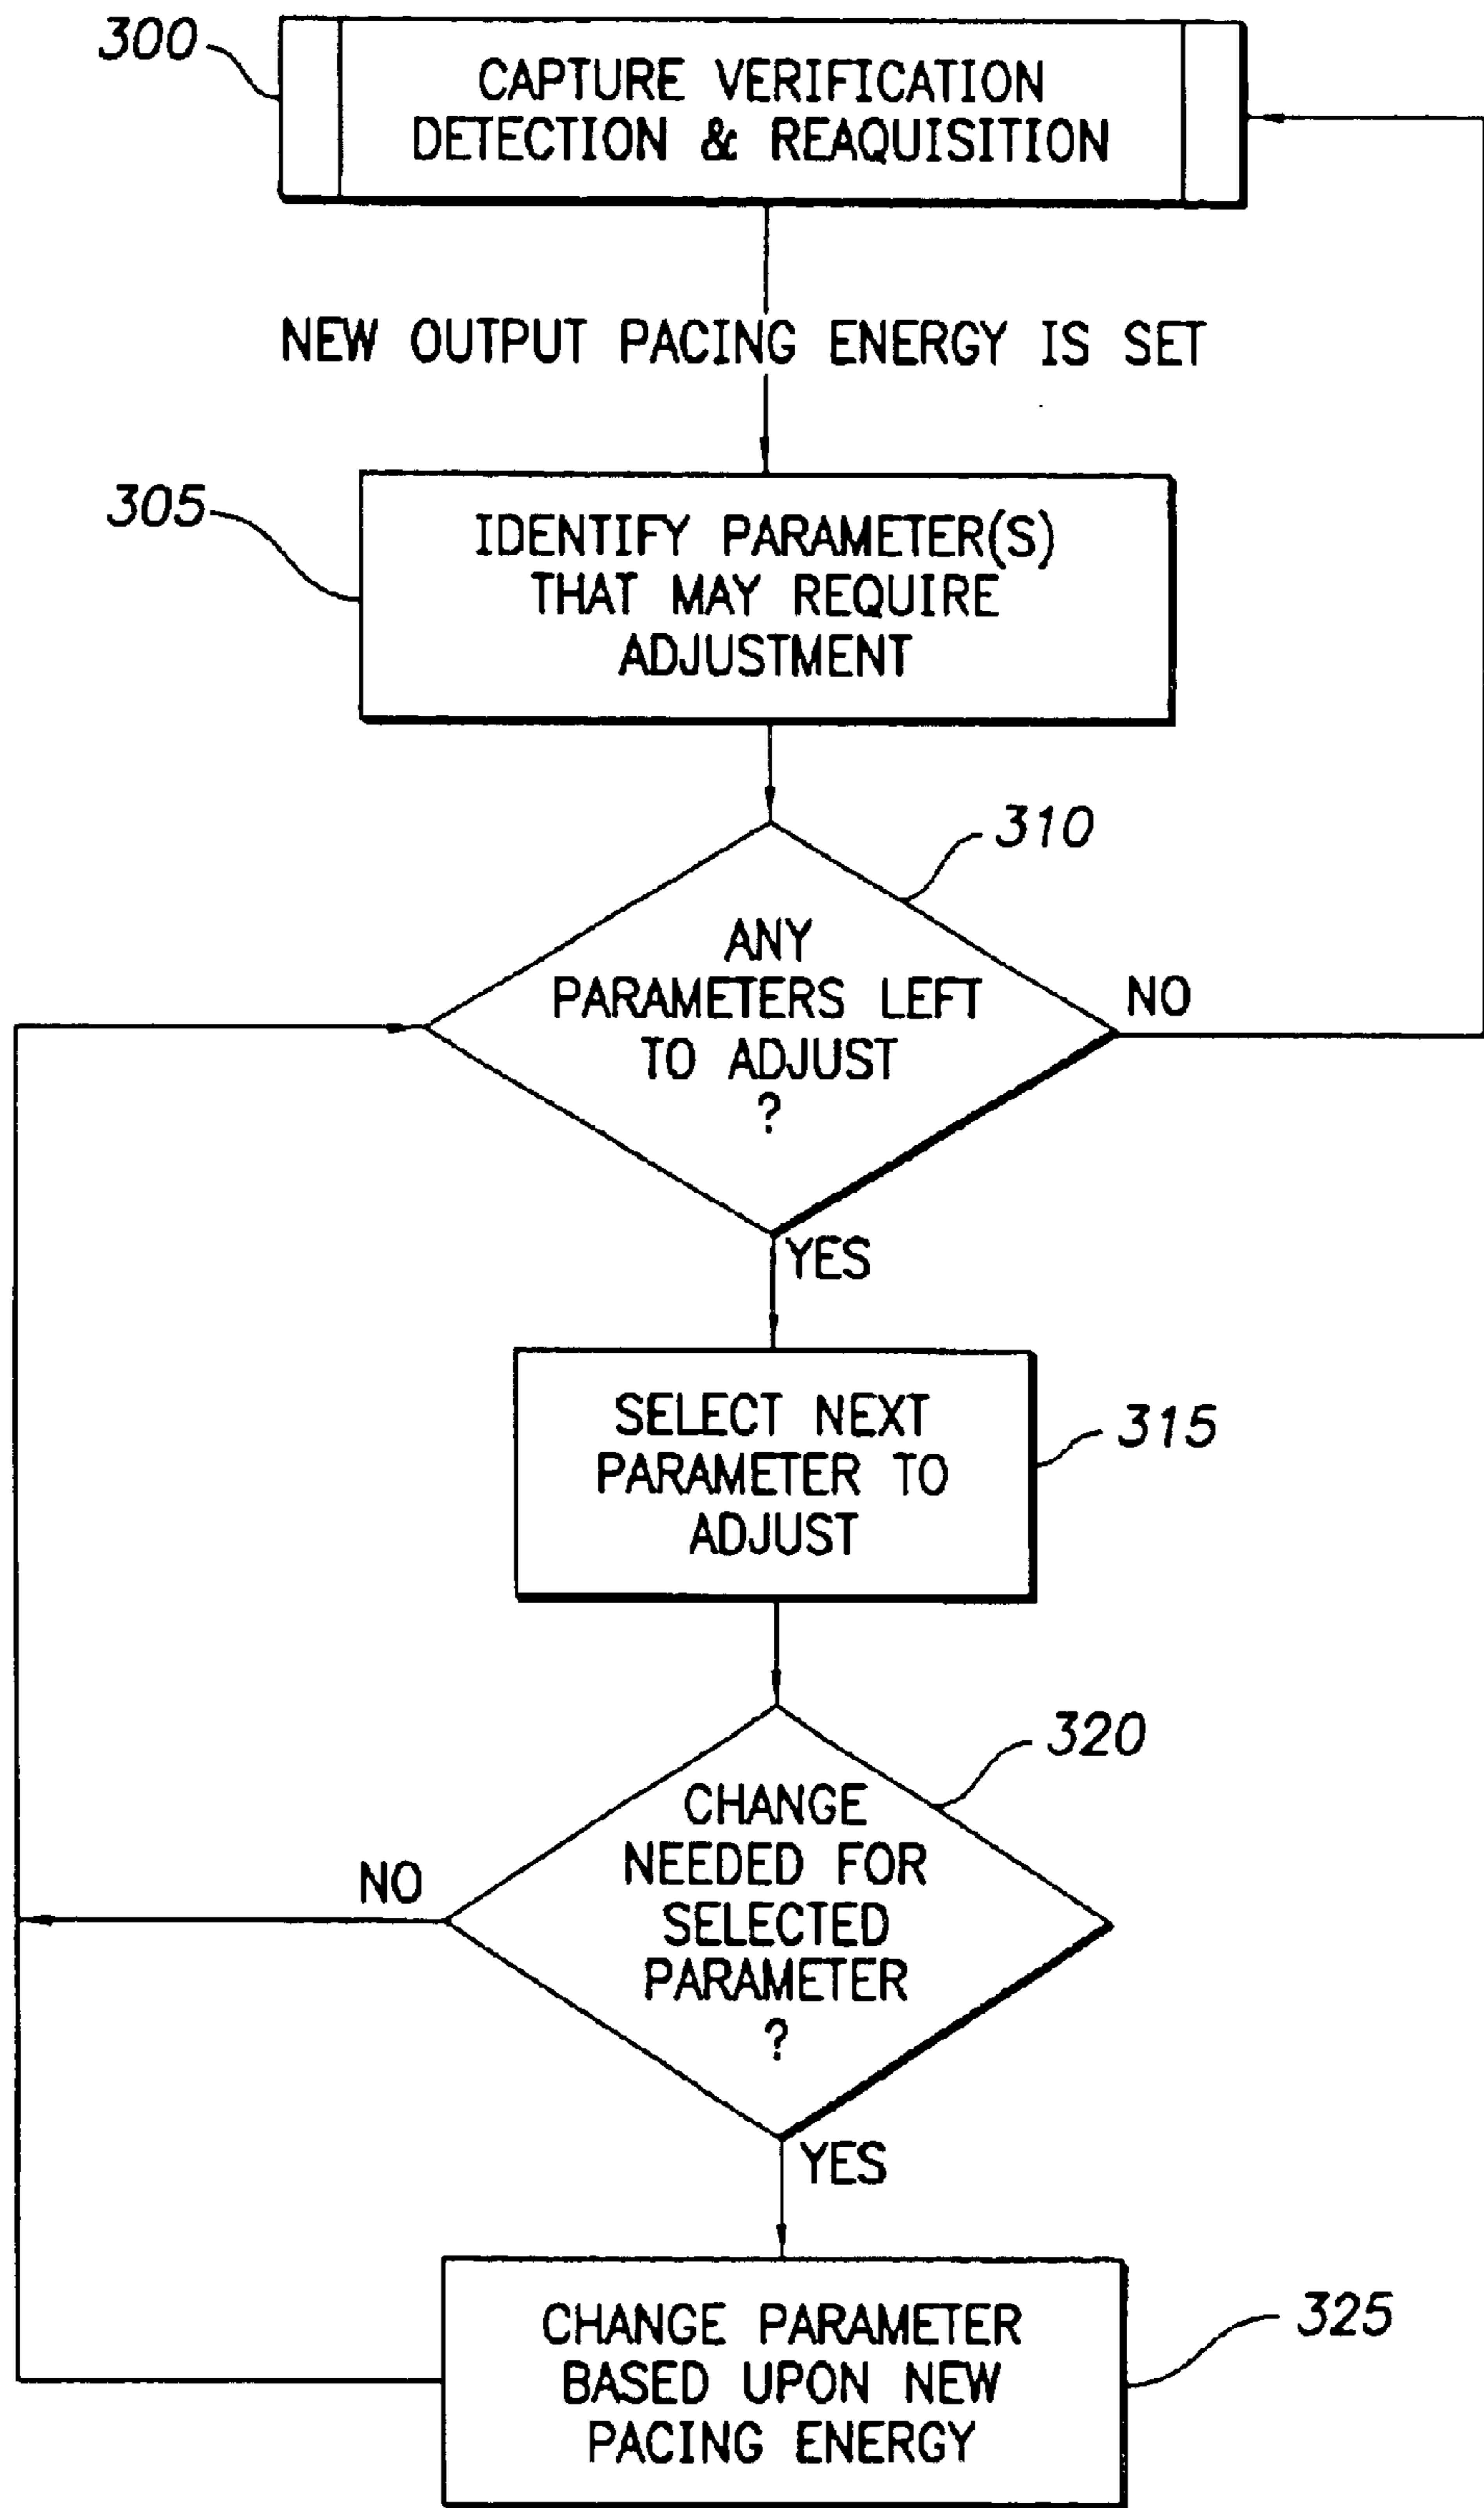 300
CAPTURE VERIFICATION
DETECTION & REAQUISITION
NEW OUTPUT PACING ENERGY IS SET
305
IDENTIFY PARAMETER(S)
THAT MAY REQUIRE
ADJUSTMENT
310
ANY
PARAMETERS LEFT
TO ADJUST
?
NO
YES
SELECT NEXT
PARAMETER TO
ADJUST
315
320
CHANGE
NEEDED FOR
SELECTED
PARAMETER
?
NO
YES
CHANGE PARAMETER
BASED UPON NEW
PACING ENERGY
325